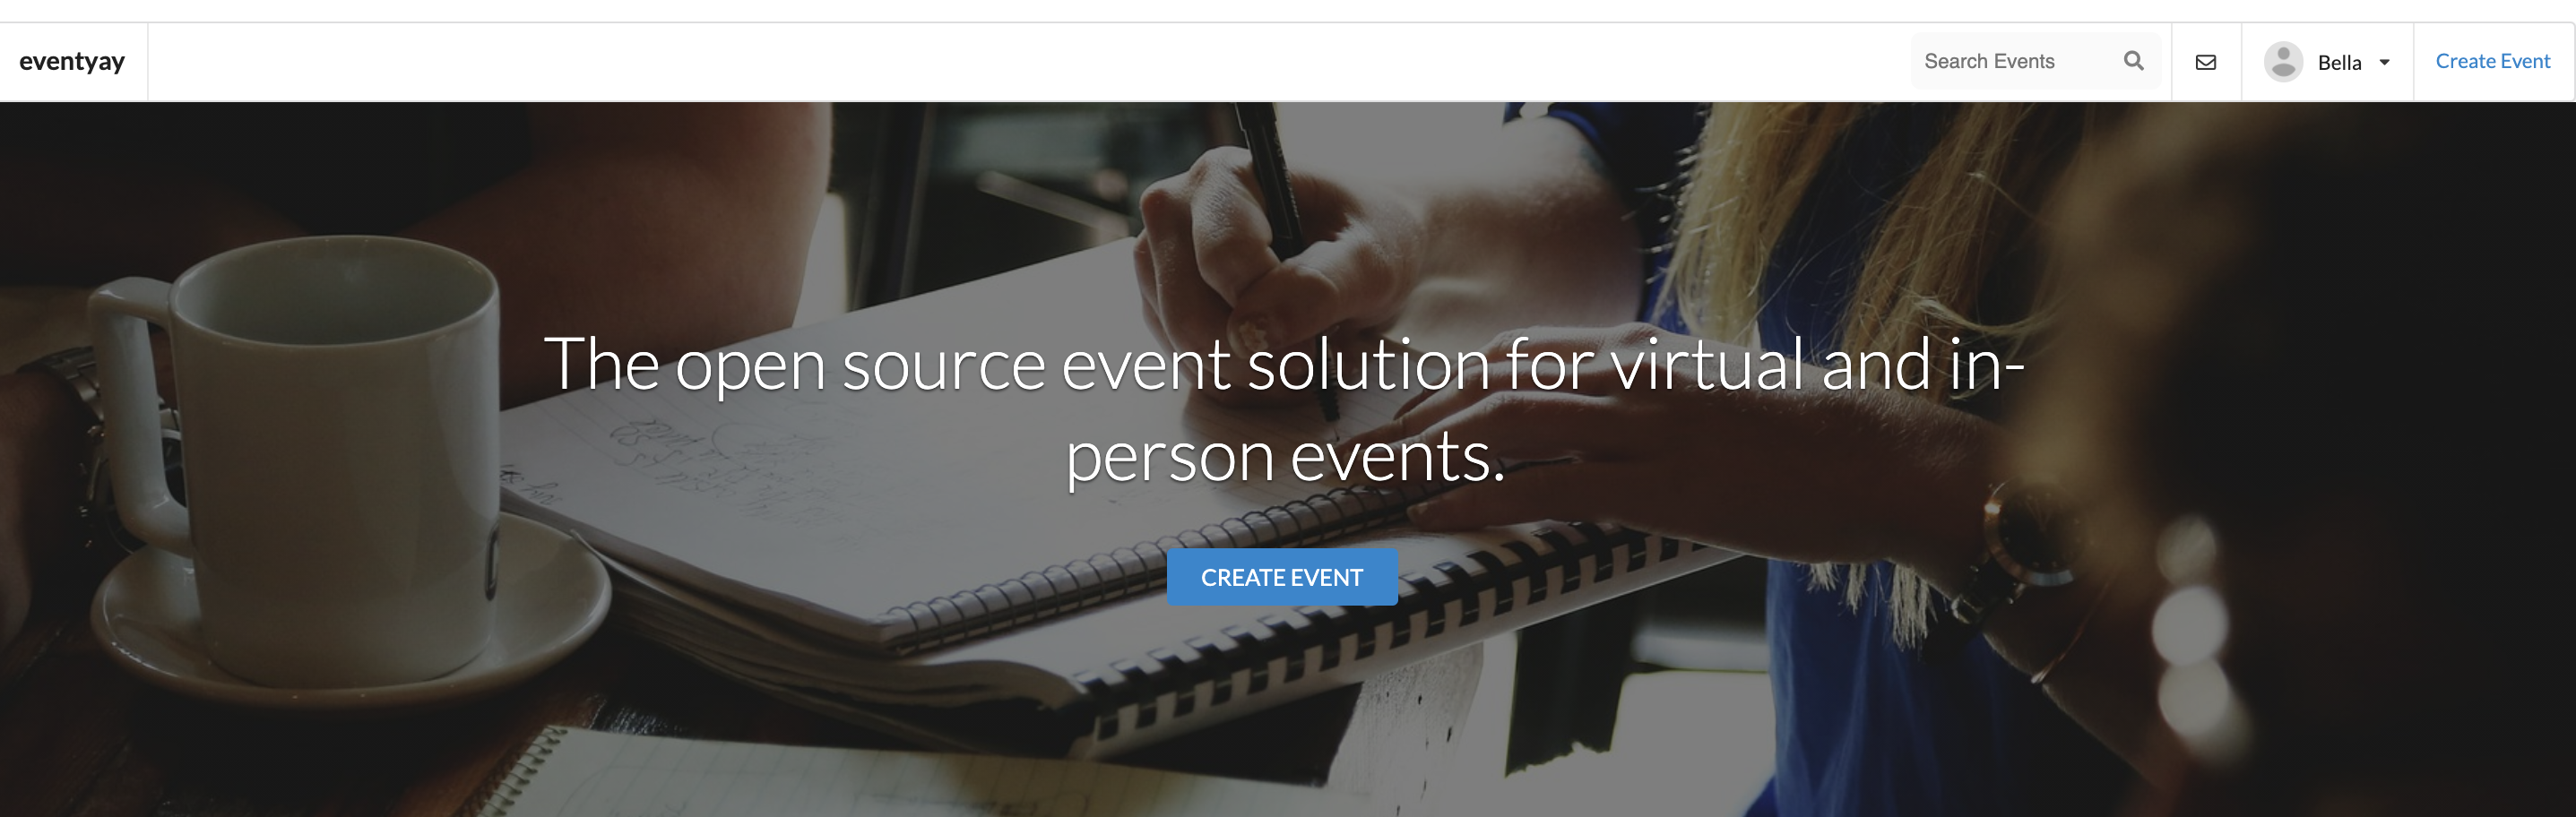 eventyay
Search Events
Bella
Create Event
The open source event solution for virtual and in-
person events.
CREATE EVENT